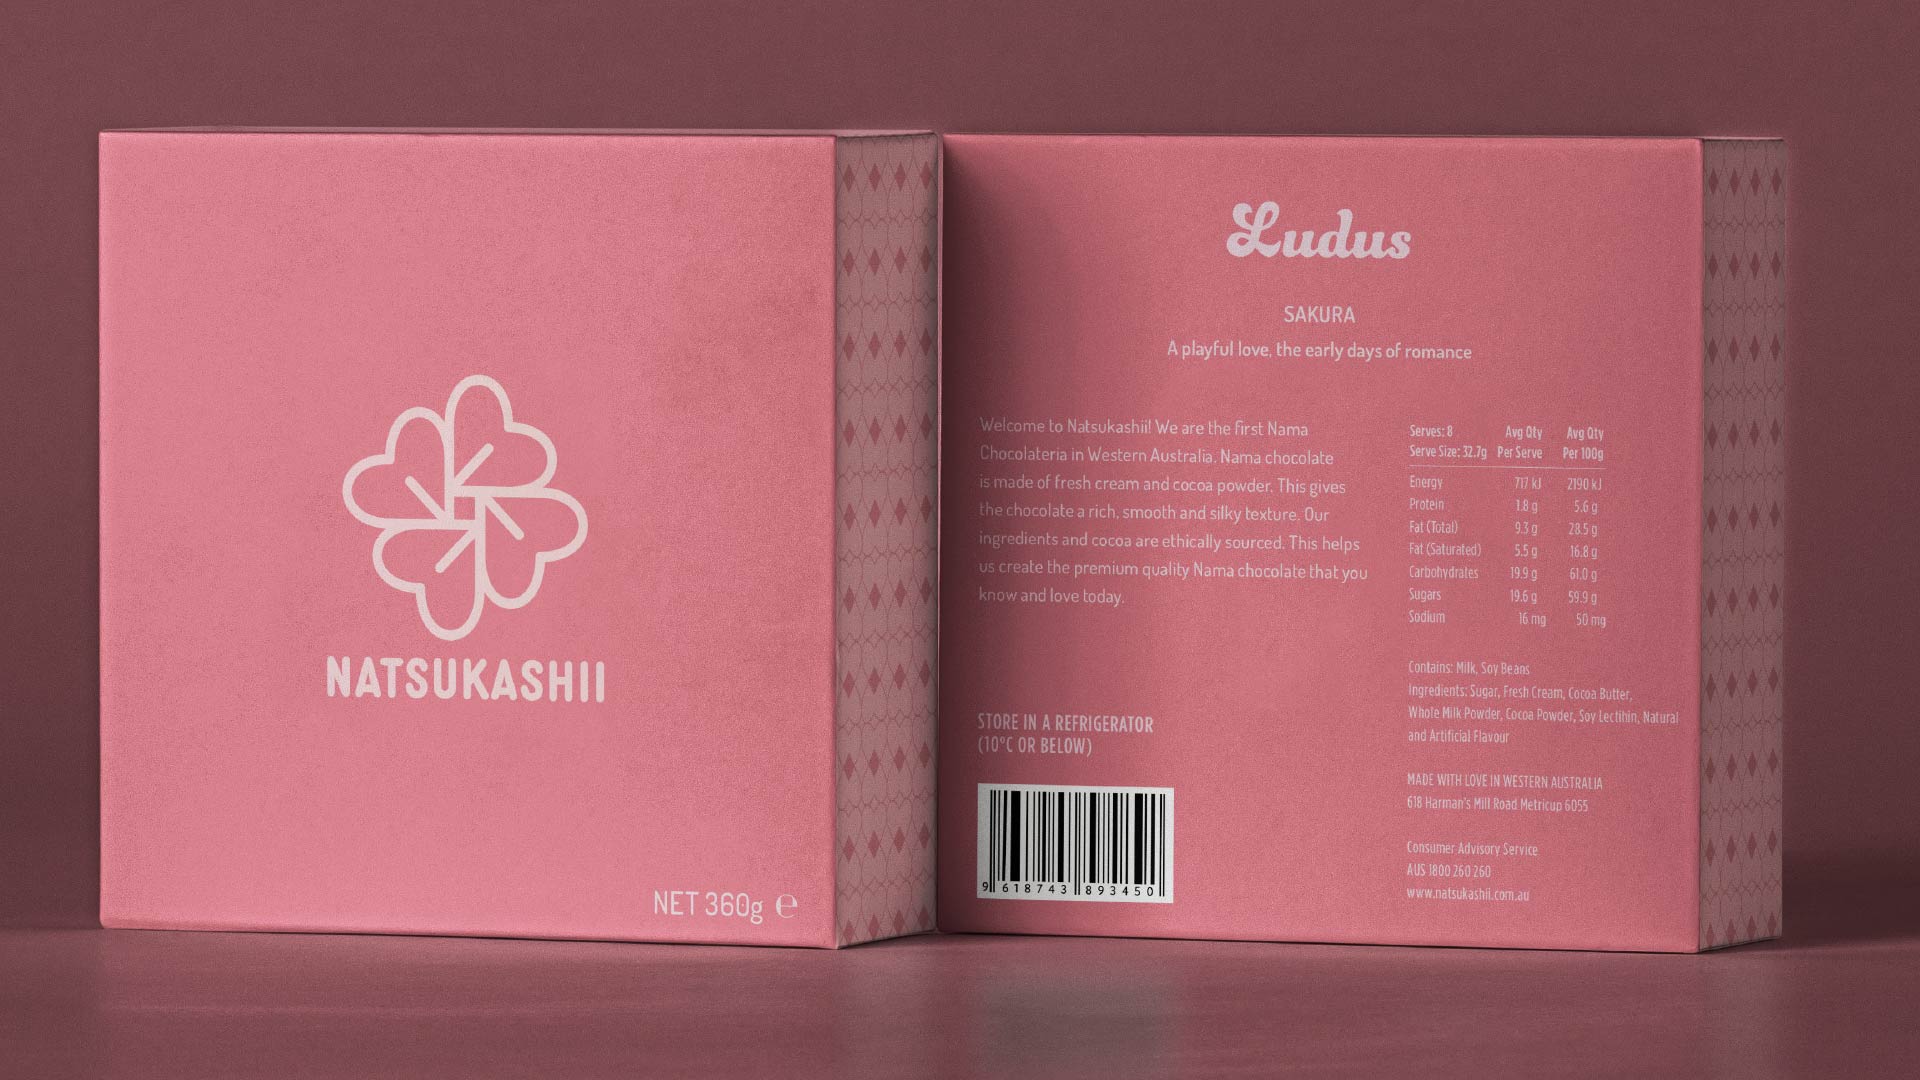 NATSUKASHII
NET 360g ℮
Ludus
SAKURA
A playful love, the early days of romance
Welcome to Natsukashii! We are the first Nama
Chocolateria in Western Australia. Nama chocolate
is made of fresh cream and cocoa powder. This gives
the chocolate a rich, smooth and silky texture. Our
ingredients and cocoa are ethically sourced. This helps
us create the premium quality Nama chocolate that you
know and love today.
STORE IN A REFRIGERATOR
(10°C OR BELOW)
9 618743 893450
Serves: 8 Avg Qty Avg Qty
Serve Size: 32.7g Per Serve Per 100g
Energy 717 kJ 2190 kJ
Protein 1.8 g 5.6 g
Fat (Total) 9.3 g 28.5 g
Fat (Saturated) 5.5 g 16.8 g
Carbohydrates 19.9 g 61.0 g
Sugars 19.6 g 59.9 g
Sodium 16 mg 50 mg
Contains: Milk, Soy Beans
Ingredients: Sugar, Fresh Cream, Cocoa Butter,
Whole Milk Powder, Cocoa Powder, Soy Lectihin, Natural
and Artificial Flavour
MADE WITH LOVE IN WESTERN AUSTRALIA
618 Harman's Mill Road Metricup 6055
Consumer Advisory Service
AUS 1800 260 260
www.natsukashii.com.au